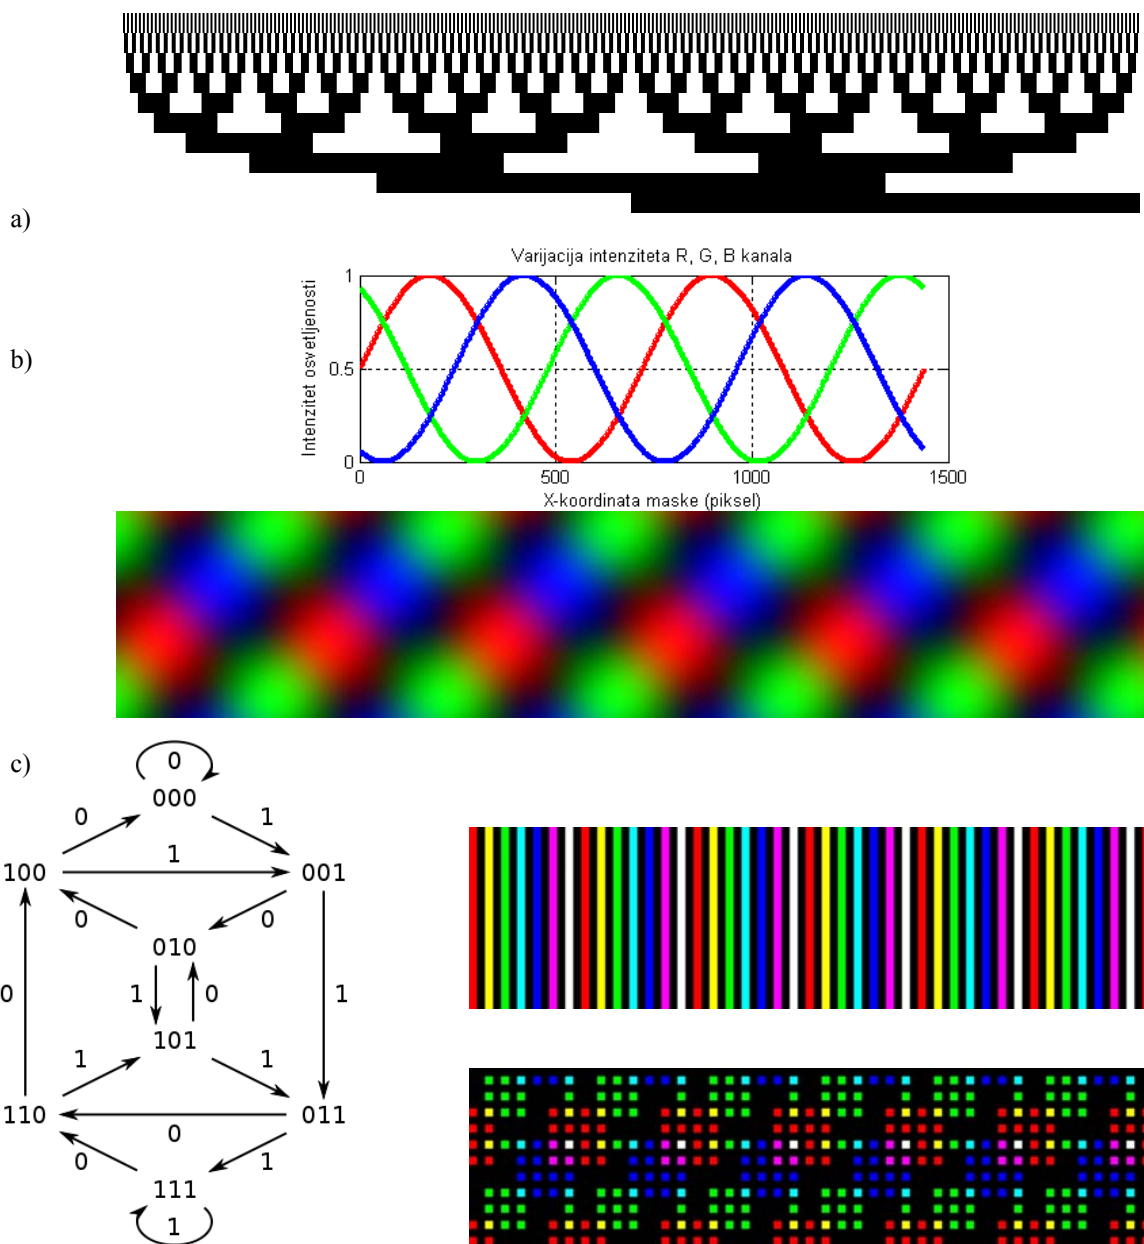 a)
Varijacija intenziteta R, G, B kanala
Intenzitet osvetljenosti
1
0.5
0
0 500 1000 1500
X-koordinata maske (piksel)
b)
c)
0
000
0 1
1
100 001
0 0
010
0 1 0 1
101
1 1
110 011
0
0 1
111
1